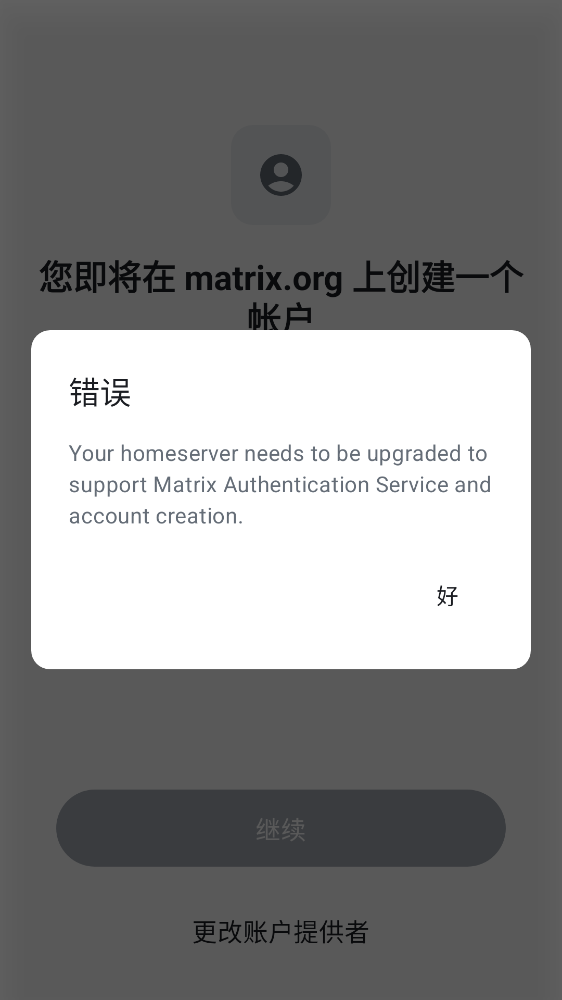 您即将在 matrix.org 上创建一个
帐户
错误
Your homeserver needs to be upgraded to
support Matrix Authentication Service and
account creation.
好
继续
更改账户提供者